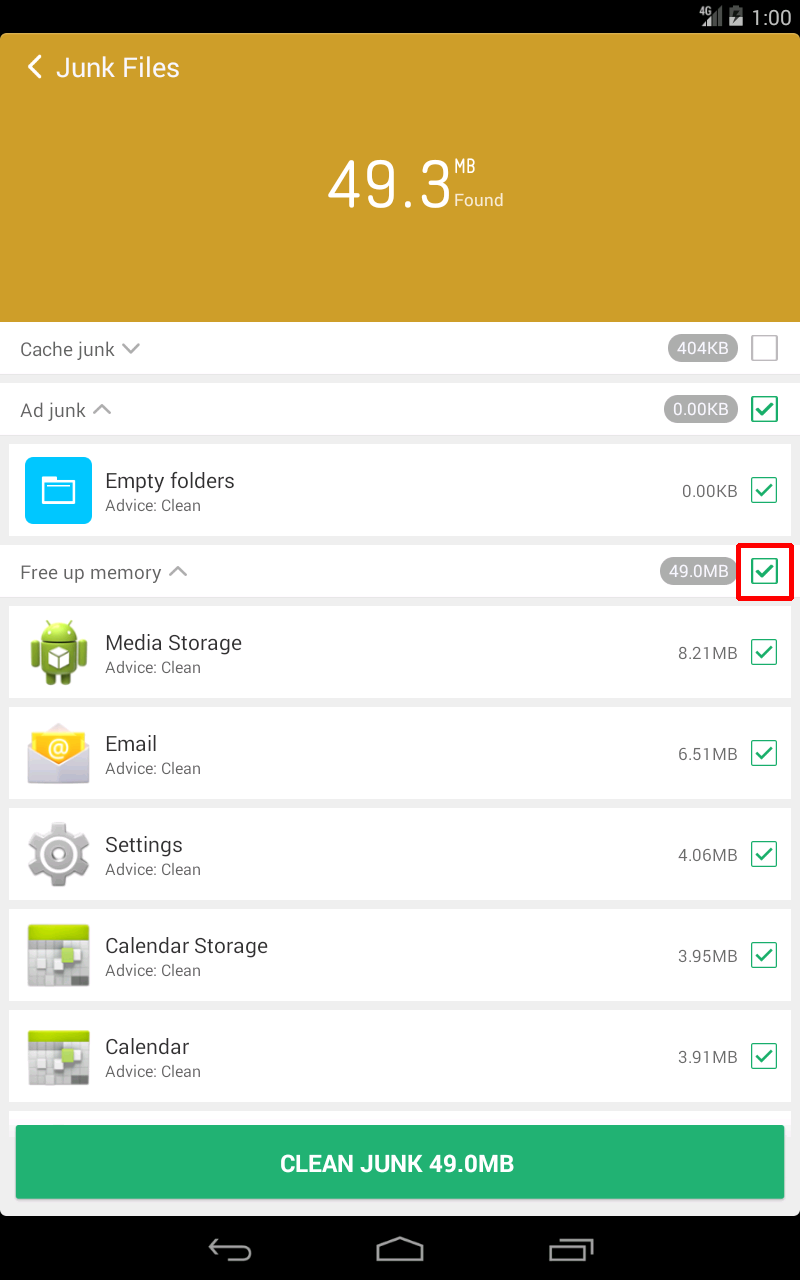 4G 1:00
Junk Files
49.3 MB
Found
Cache junk 404KB
Ad junk 0.00KB
Empty folders
Advice: Clean
0.00KB
Free up memory 49.0MB
Media Storage
Advice: Clean
8.21MB
Email
Advice: Clean
6.51MB
Settings
Advice: Clean
4.06MB
Calendar Storage
Advice: Clean
3.95MB
Calendar
Advice: Clean
3.91MB
CLEAN JUNK 49.0MB